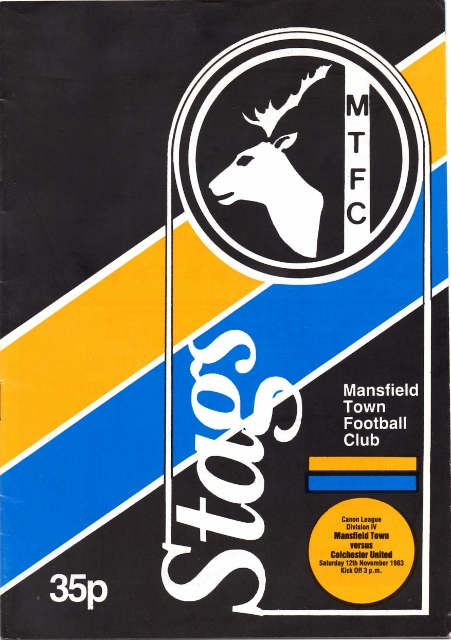 M
T
F
C
Stags
Mansfield
Town
Football
Club
Canon League
Division IV
Mansfield Town
versus
Colchester United
Saturday 12th November 1983
Kick Off 3 p.m.
35p